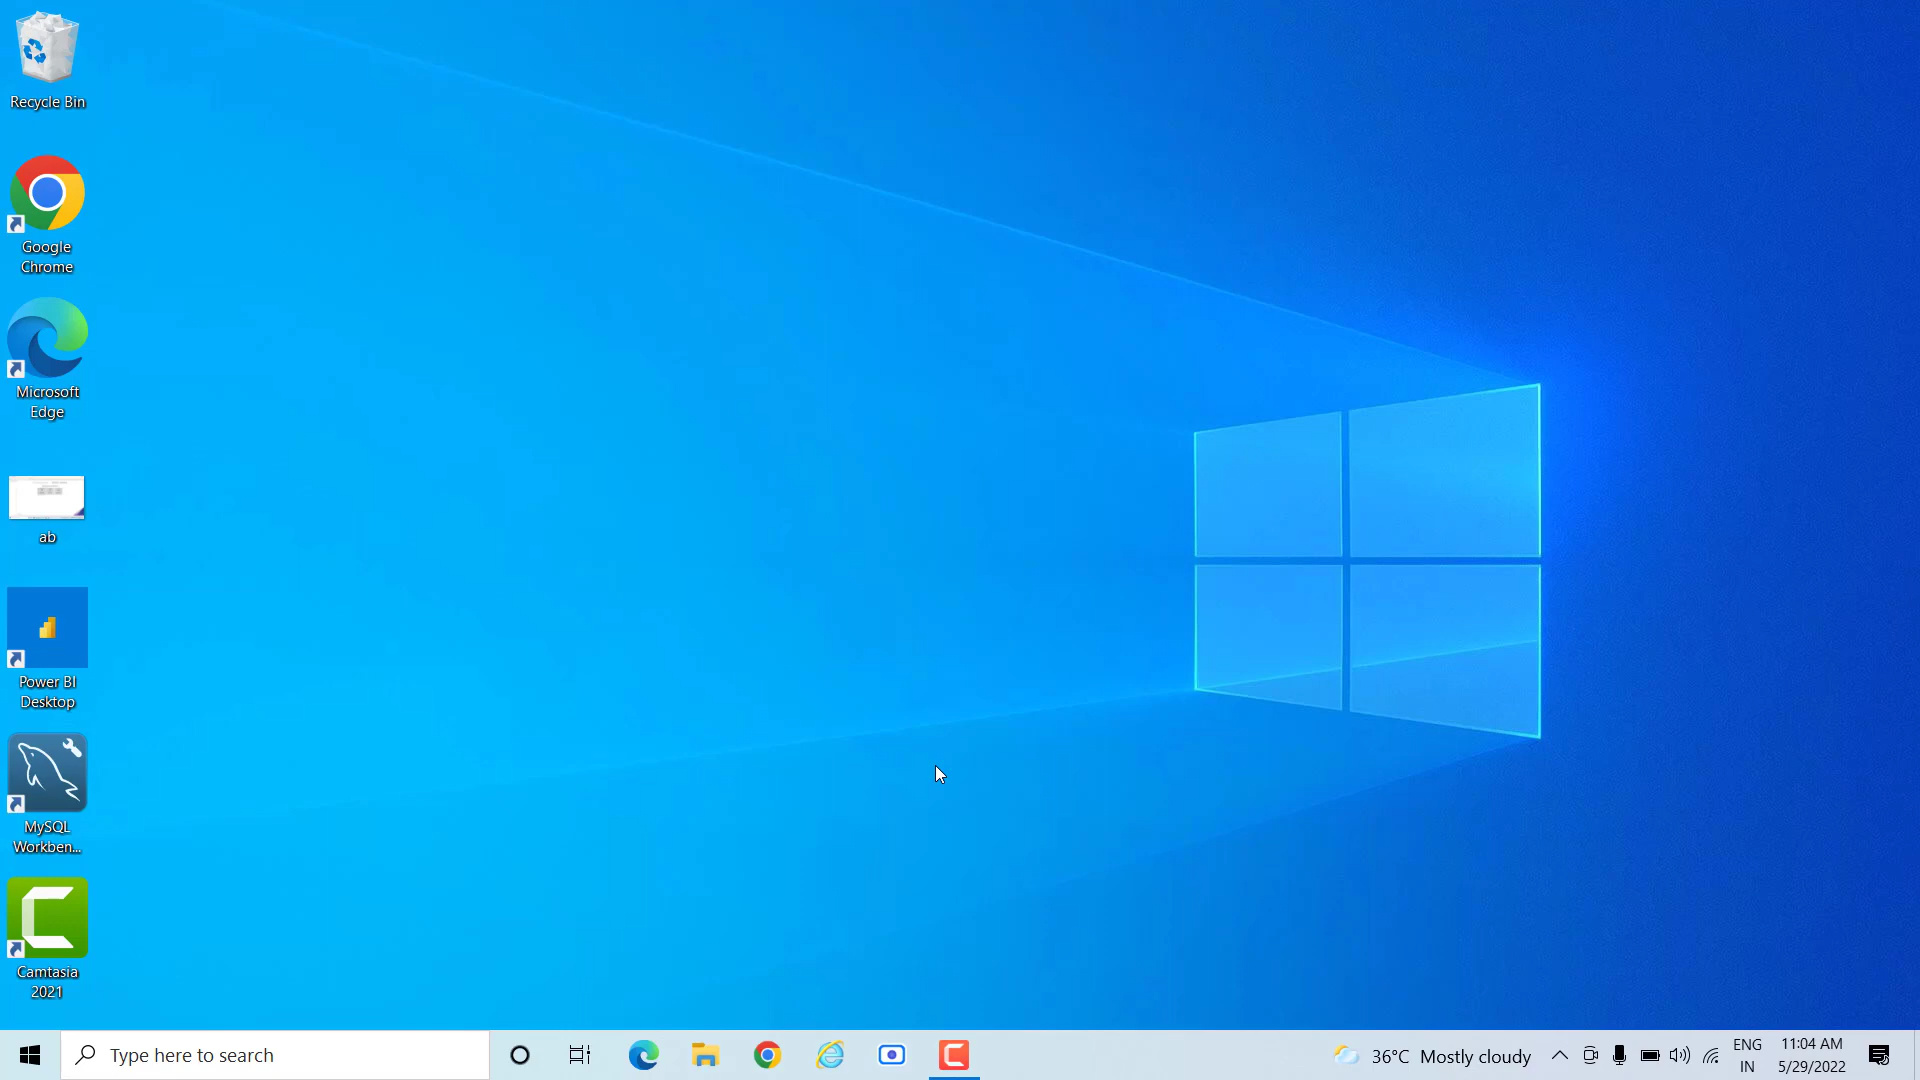 Recycle Bin
Google
Chrome
Microsoft
Edge
ab
Power BI
Desktop
MySQL
Workben...
Camtasia
2021
Type here to search
36°C Mostly cloudy
ENG
IN
11:04 AM
5/29/2022